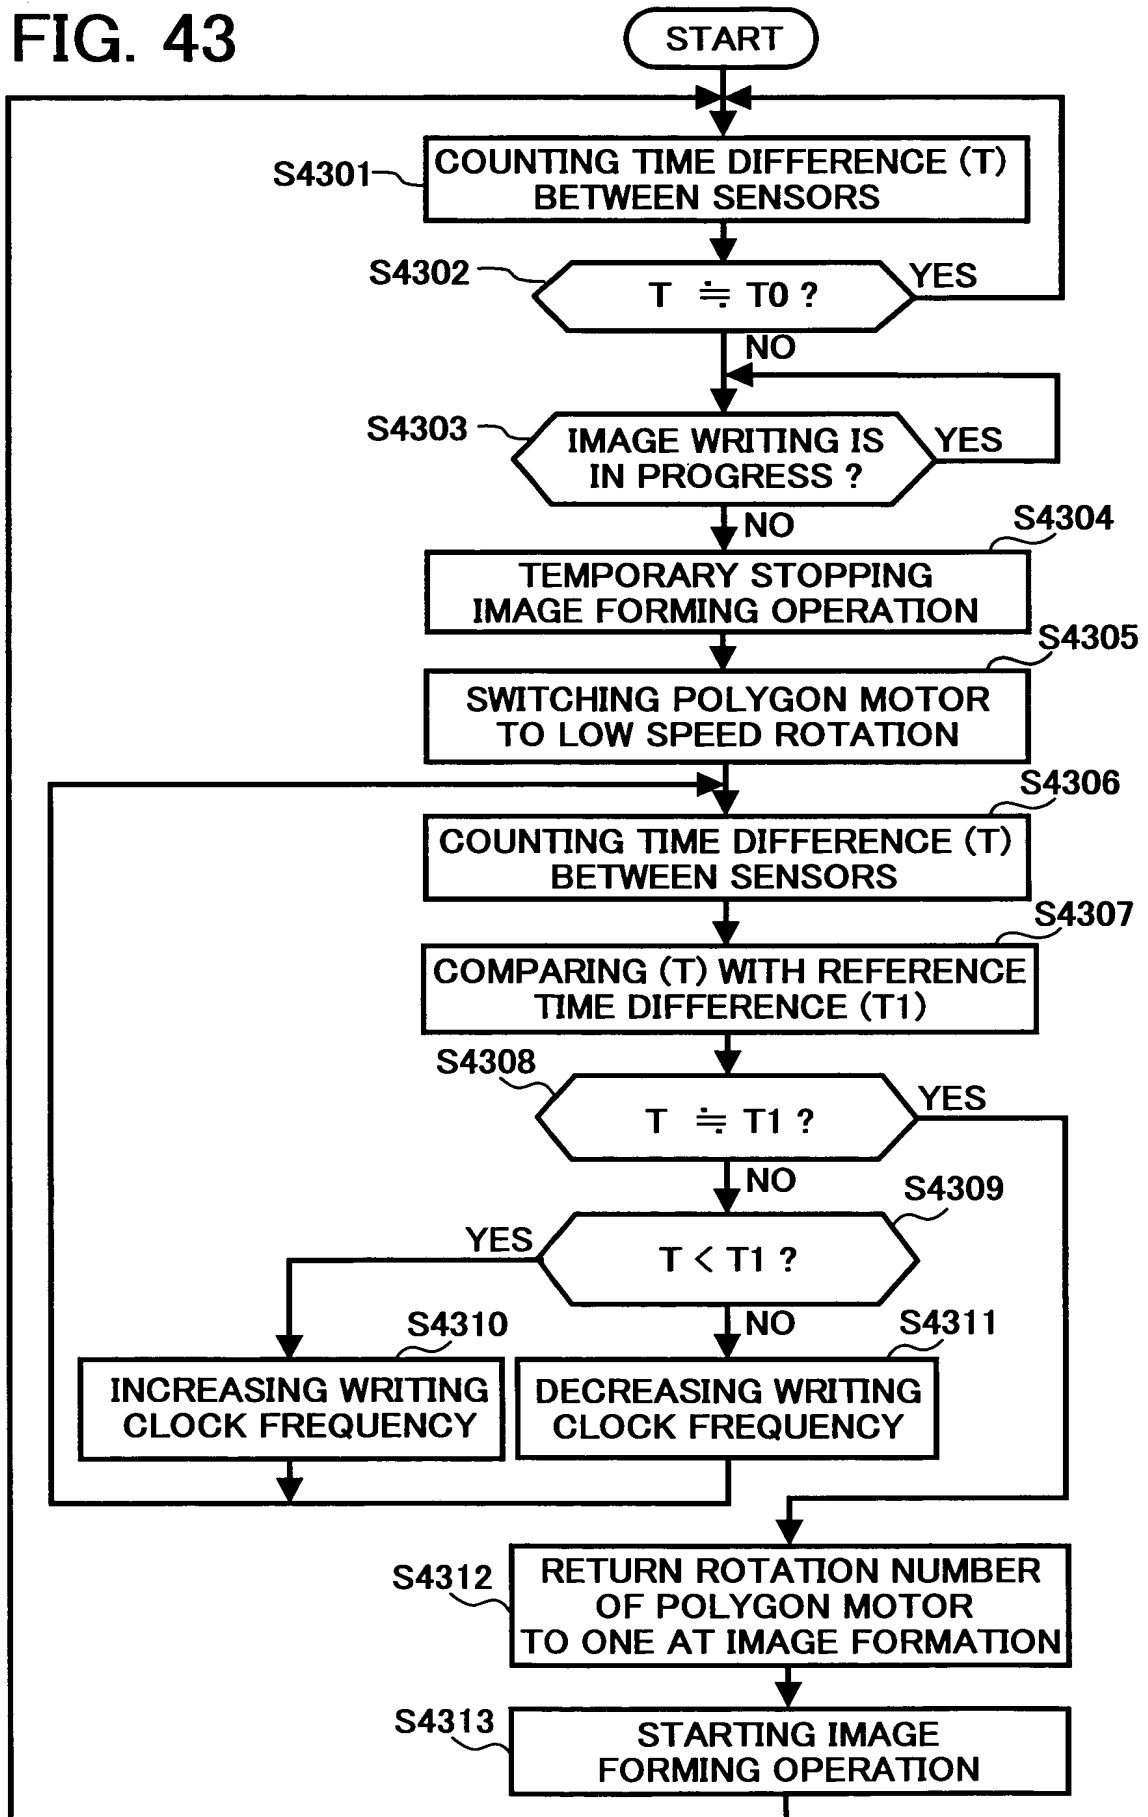 FIG. 43
START
S4301
COUNTING TIME DIFFERENCE (T)
BETWEEN SENSORS
S4302
T ≒ T0 ?
YES
NO
S4303
IMAGE WRITING IS
IN PROGRESS ?
YES
NO
S4304
TEMPORARY STOPPING
IMAGE FORMING OPERATION
S4305
SWITCHING POLYGON MOTOR
TO LOW SPEED ROTATION
S4306
COUNTING TIME DIFFERENCE (T)
BETWEEN SENSORS
S4307
COMPARING (T) WITH REFERENCE
TIME DIFFERENCE (T1)
S4308
T ≒ T1 ?
YES
NO
S4309
YES
T < T1 ?
NO
S4310
INCREASING WRITING
CLOCK FREQUENCY
S4311
DECREASING WRITING
CLOCK FREQUENCY
S4312
RETURN ROTATION NUMBER
OF POLYGON MOTOR
TO ONE AT IMAGE FORMATION
S4313
STARTING IMAGE
FORMING OPERATION